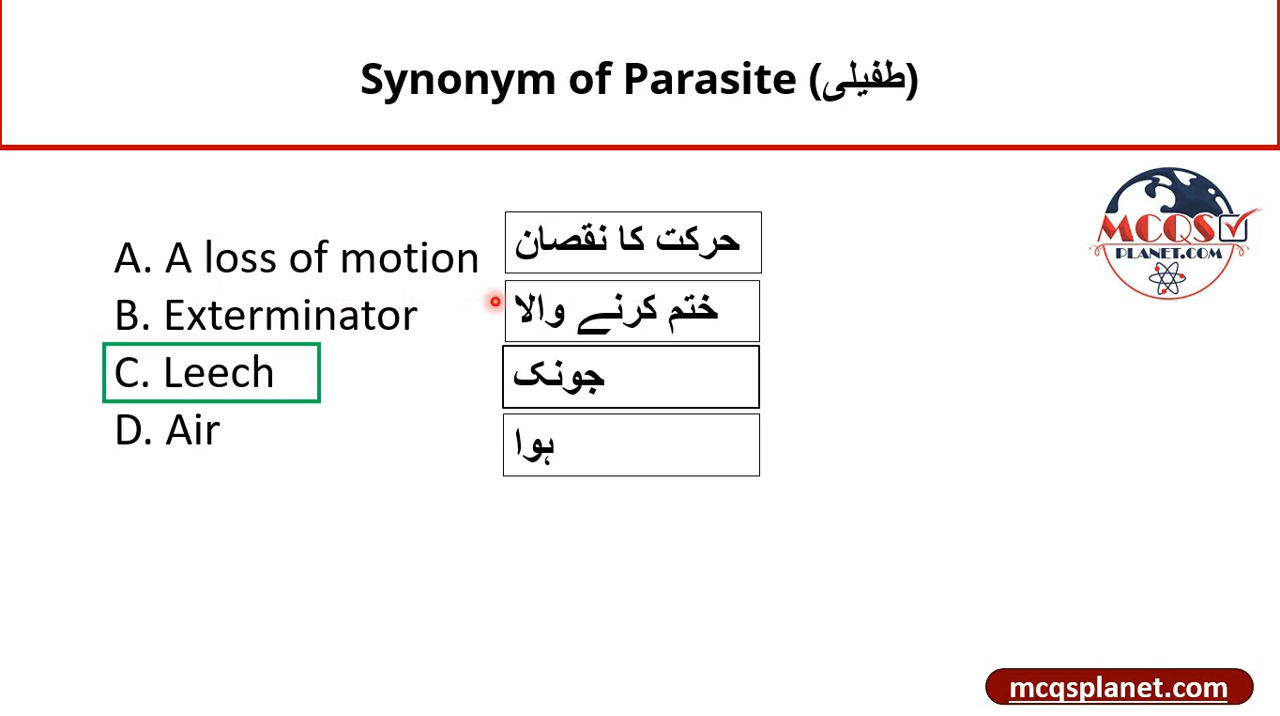 Synonym of Parasite (طفیلی)
MCQS
PLANET.COM
A. A loss of motion
حرکت کا نقصان
B. Exterminator
ختم کرنے والا
C. Leech
جونک
D. Air
ہوا
mcqsplanet.com